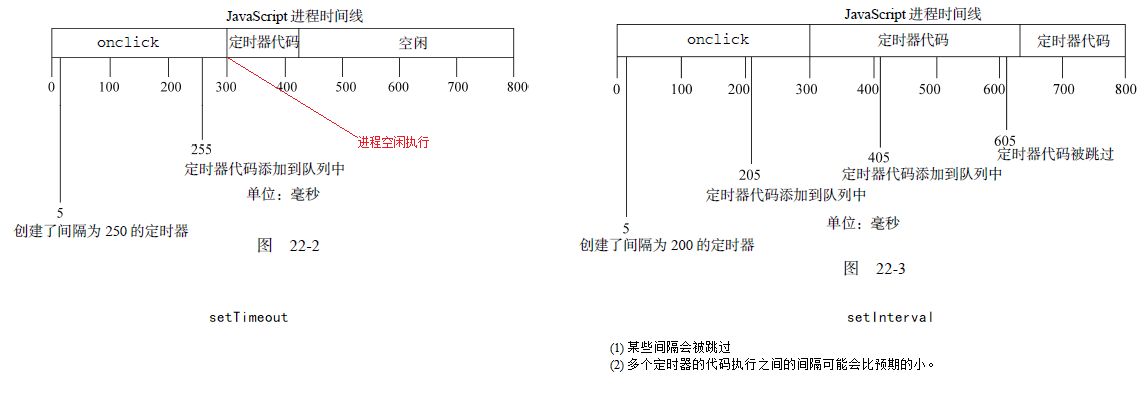 JavaScript 进程时间线
onclick 定时器代码 空闲
0 100 200 300 400 500 600 700 800
进程空闲执行
255
定时器代码添加到队列中
单位：毫秒
5
创建了间隔为 250 的定时器
图 22-2
setTimeout
JavaScript 进程时间线
onclick 定时器代码 定时器代码
0 100 200 300 400 500 600 700 800
605
定时器代码被跳过
405
定时器代码添加到队列中
205
定时器代码添加到队列中
单位：毫秒
5
创建了间隔为 200 的定时器
图 22-3
setInterval
(1) 某些间隔会被跳过
(2) 多个定时器的代码执行之间的间隔可能会比预期的小。